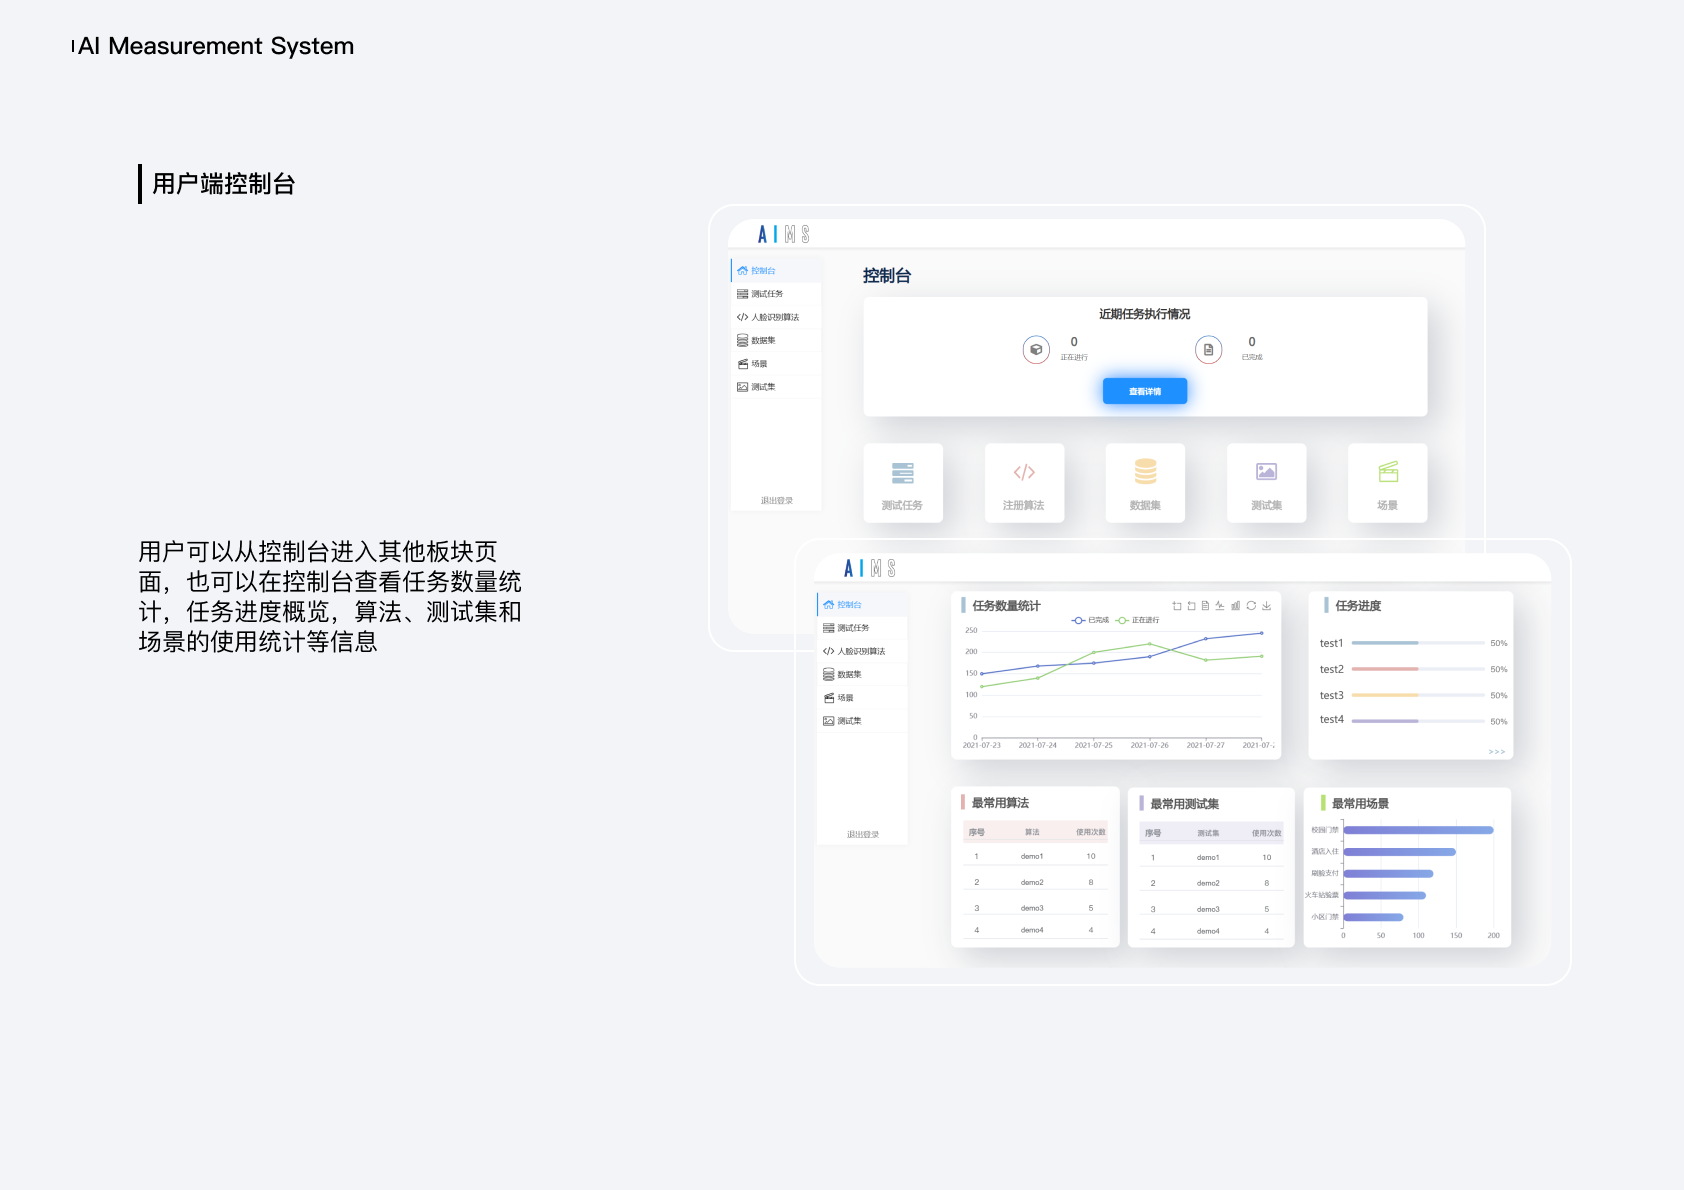 AI Measurement System
用户端控制台
用户可以从控制台进入其他板块页
面，也可以在控制台查看任务数量统
计，任务进度概览，算法、测试集和
场景的使用统计等信息
AIMS
控制台
测试任务
人脸识别算法
数据集
场景
测试集
退出登录
控制台
近期任务执行情况
0
正在进行
0
已完成
查看详情
测试任务
注册算法
数据集
测试集
场景
AIMS
控制台
测试任务
人脸识别算法
数据集
场景
测试集
退出登录
任务数量统计
已完成 正在进行
250
200
150
100
50
0
2021-07-23 2021-07-24 2021-07-25 2021-07-26 2021-07-27 2021-07-2
任务进度
test1 50%
test2 50%
test3 50%
test4 50%
>>>
最常用算法
序号 算法 使用次数
1 demo1 10
2 demo2 8
3 demo3 5
4 demo4 4
最常用测试集
序号 测试集 使用次数
1 demo1 10
2 demo2 8
3 demo3 5
4 demo4 4
最常用场景
校园门禁
酒店入住
刷脸支付
火车站验票
小区门禁
0 50 100 150 200